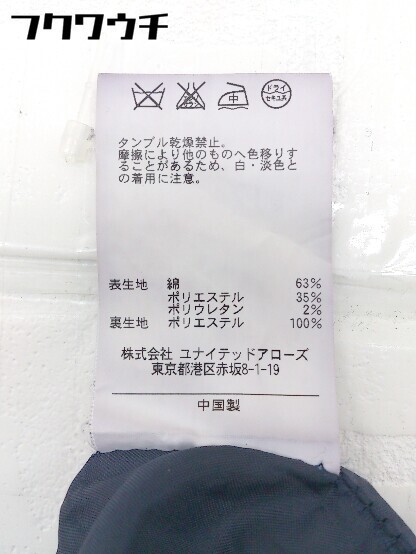 フクワウチ
中
ドライ
セキユ系
タンブル乾燥禁止。
摩擦により他のものへ色移りす
ることがあるため、白・淡色と
の着用に注意。
表生地 綿 63%
ポリエステル 35%
ポリウレタン 2%
裏生地 ポリエステル 100%
株式会社 ユナイテッドアローズ
東京都港区赤坂8-1-19
中国製